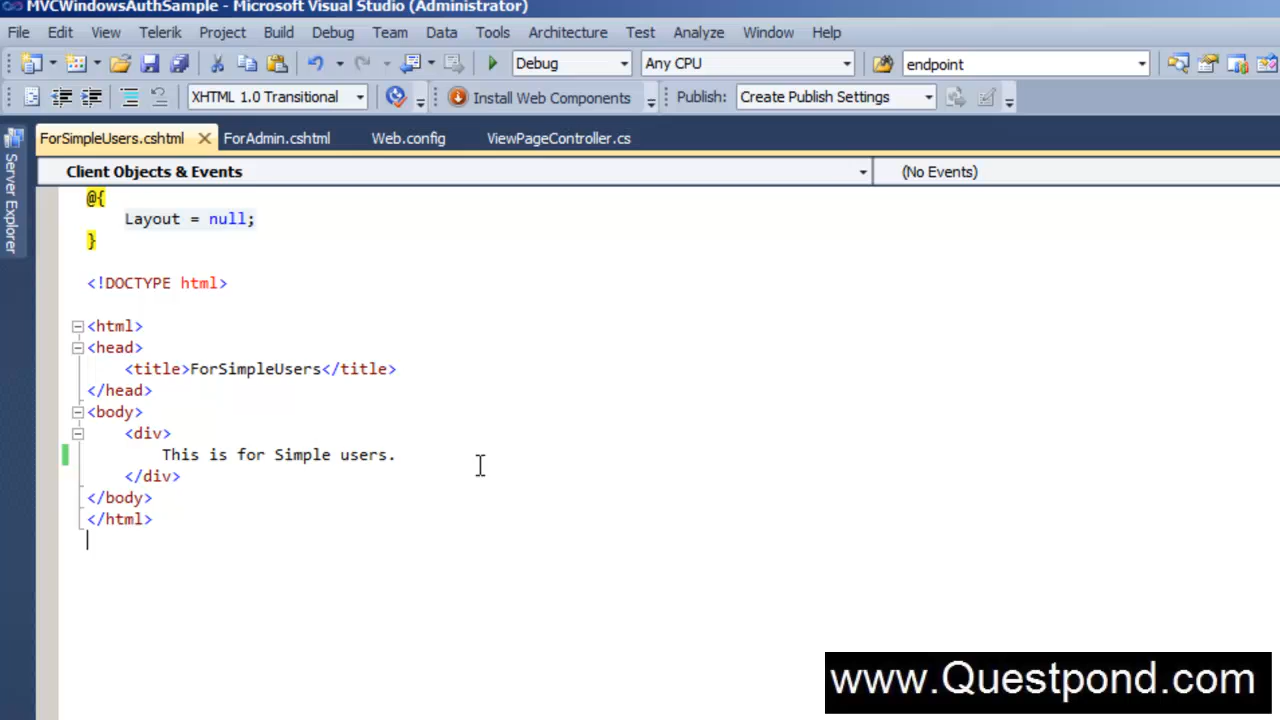 MVCWindowsAuthSample - Microsoft Visual Studio (Administrator)
File Edit View Telerik Project Build Debug Team Data Tools Architecture Test Analyze Window Help
Debug Any CPU endpoint
XHTML 1.0 Transitional Install Web Components Publish: Create Publish Settings
ForSimpleUsers.cshtml ForAdmin.cshtml Web.config ViewPageController.cs
Server Explorer
Client Objects & Events (No Events)
@{
Layout = null;
}
<!DOCTYPE html>
<html>
<head>
<title>ForSimpleUsers</title>
</head>
<body>
<div>
This is for Simple users.
</div>
</body>
</html>
www.Questpond.com